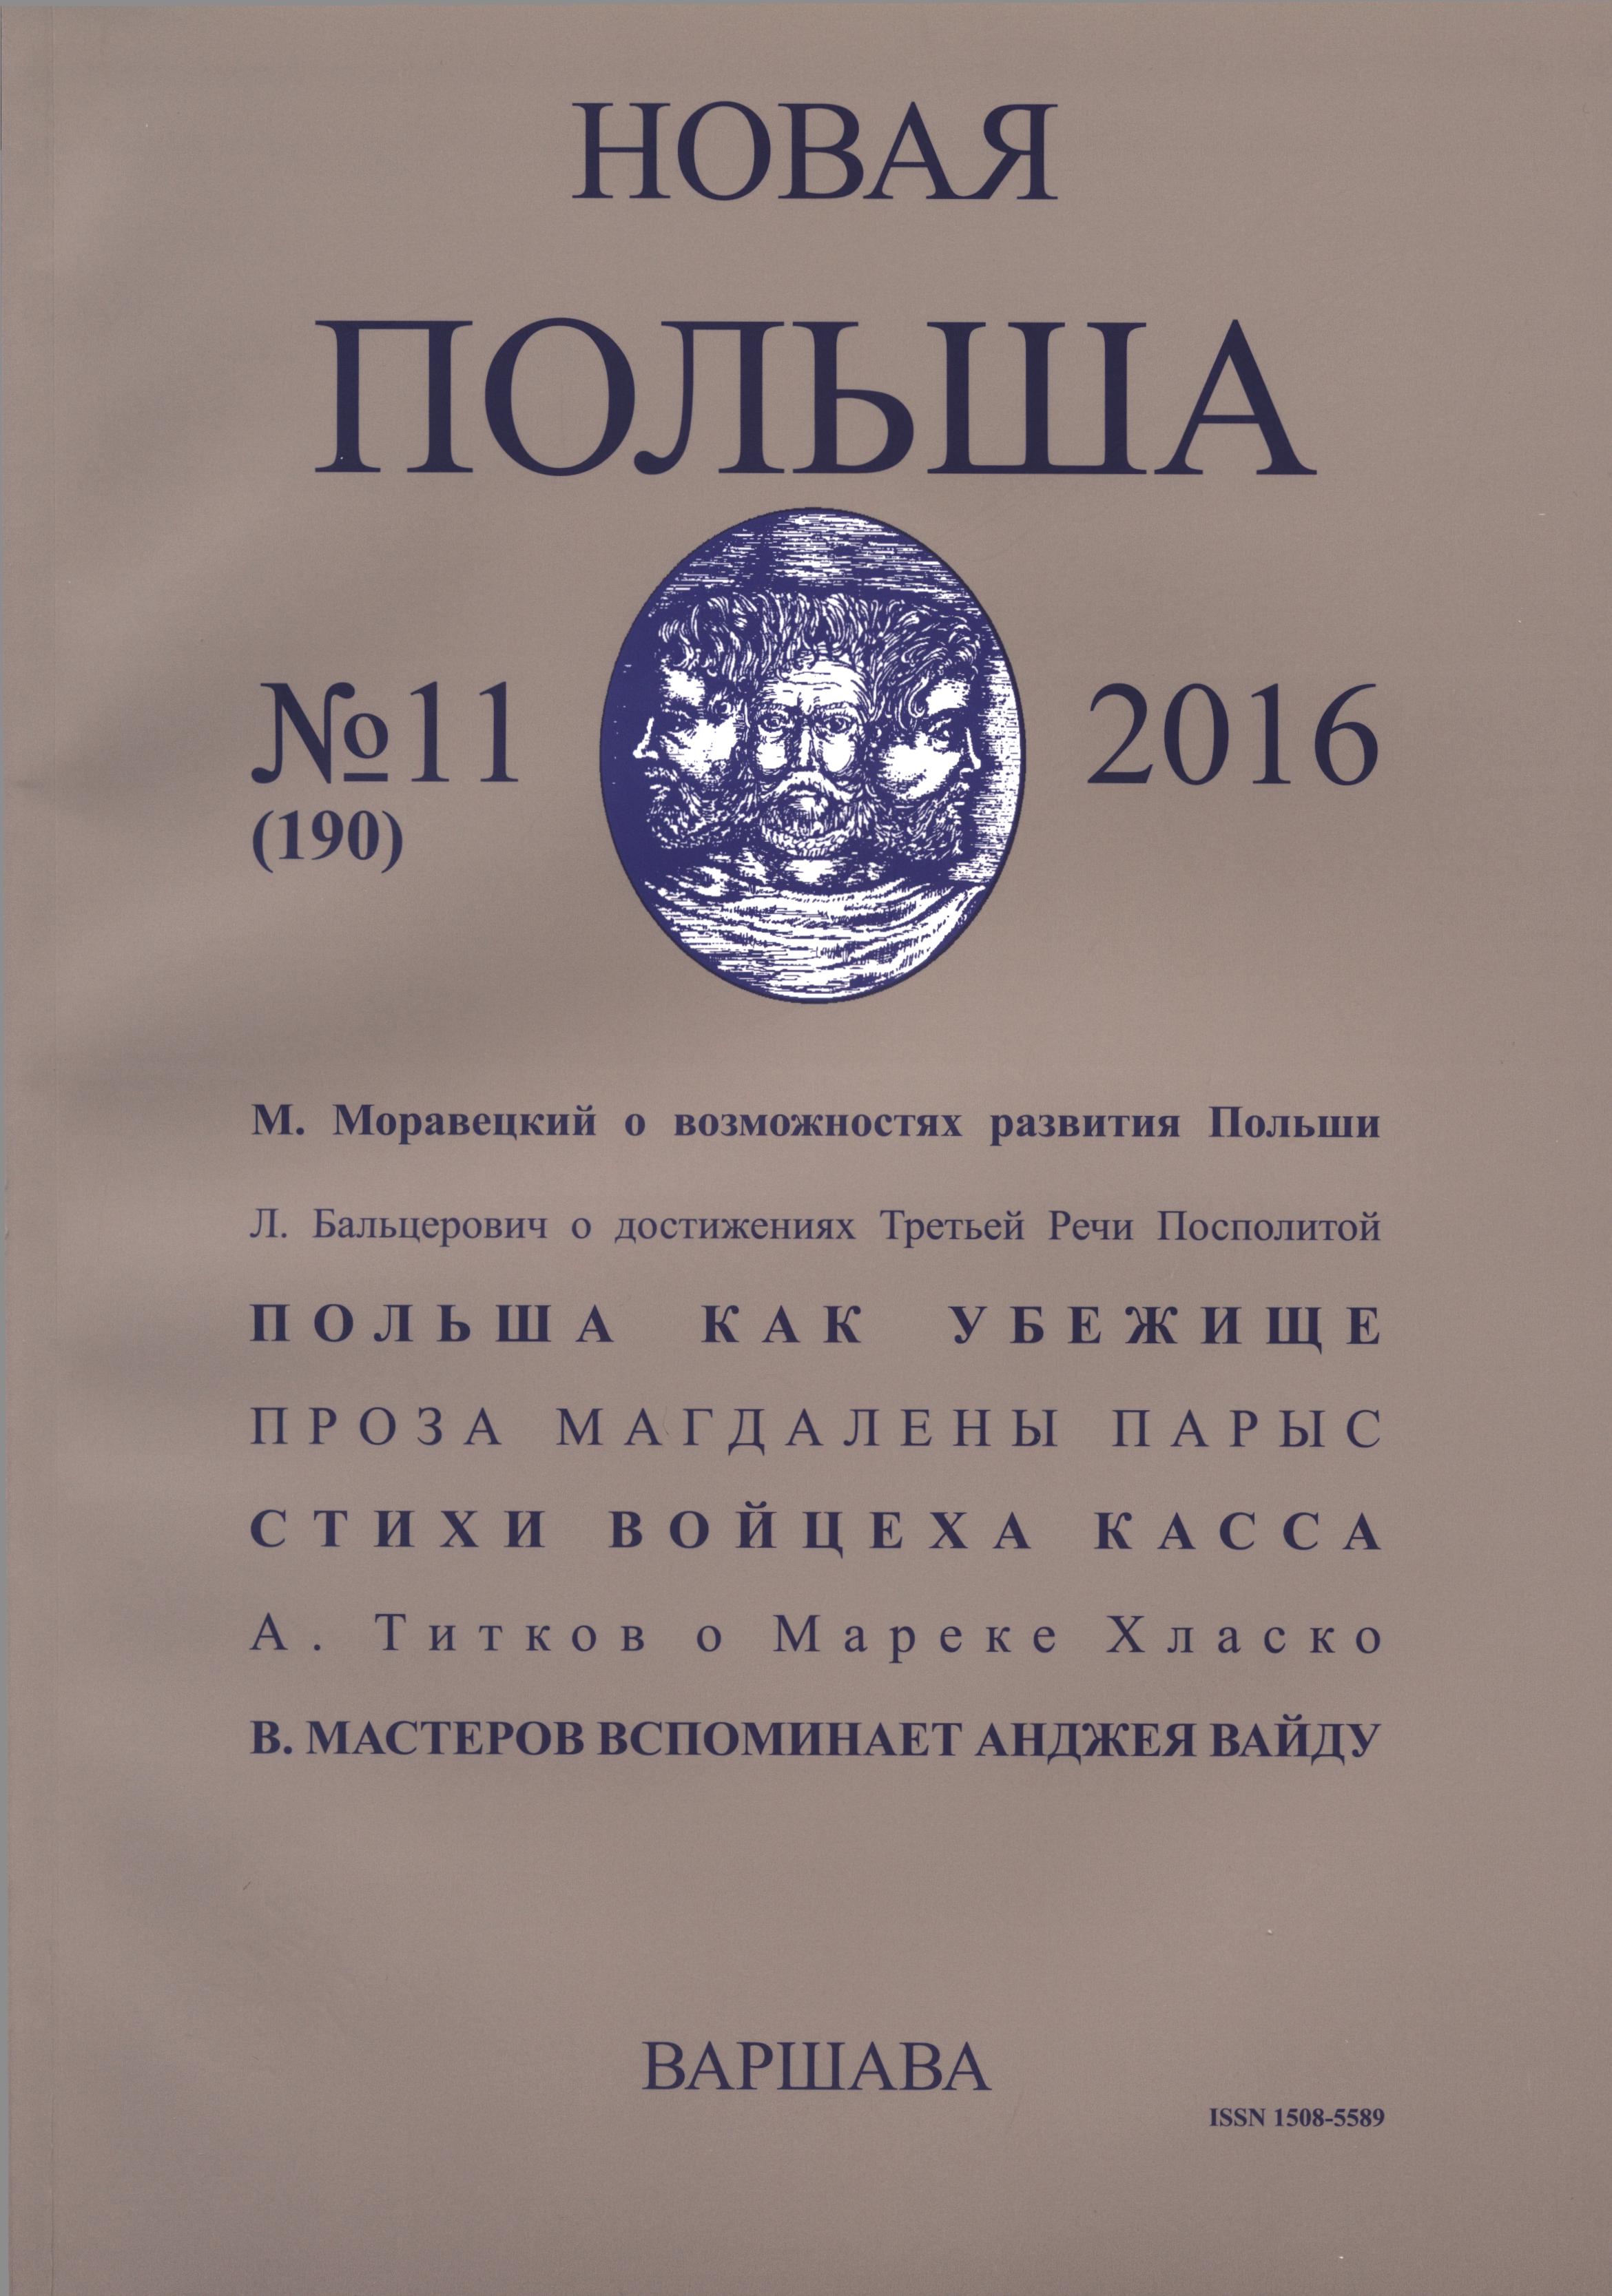 НОВАЯ
ПОЛЬША
№11
2016
(190)
М. Моравецкий о возможностях развития Польши
Л. Бальцерович о достижениях Третьей Речи Посполитой
ПОЛЬША КАК УБЕЖИЩЕ
ПРОЗА МАГДАЛЕНЫ ПАРЫС
СТИХИ ВОЙЦЕХА КАССА
А. Титков о Мареке Хласко
В. МАСТЕРОВ ВСПОМИНАЕТ АНДЖЕЯ ВАЙДУ
ВАРШАВА
ISSN 1508-5589